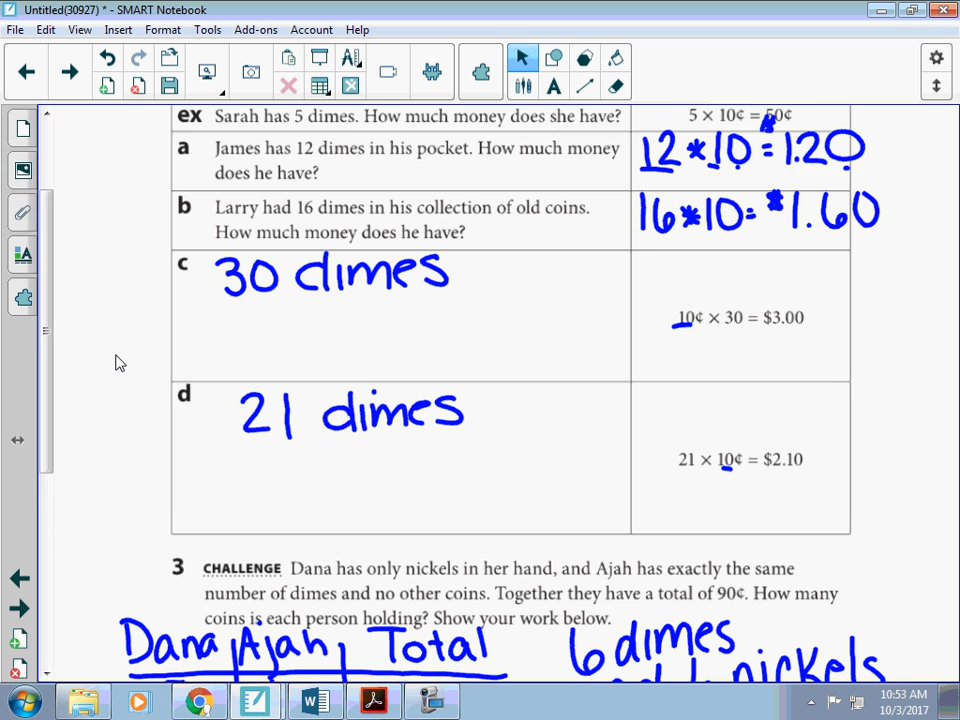 Untitled(30927) * - SMART Notebook
File Edit View Insert Format Tools Add-ons Account Help
ex Sarah has 5 dimes. How much money does she have? 5 × 10¢ = 50¢
a James has 12 dimes in his pocket. How much money does he have? 12 * 10 = $1.20
b Larry had 16 dimes in his collection of old coins. How much money does he have? 16 * 10 = $1.60
c 30 dimes
10¢ × 30 = $3.00
d 21 dimes
21 × 10¢ = $2.10
3 CHALLENGE Dana has only nickels in her hand, and Ajah has exactly the same
number of dimes and no other coins. Together they have a total of 90¢. How many
coins is each person holding? Show your work below.
Dana Ajah Total 6 dimes
nickels
10:53 AM
10/3/2017